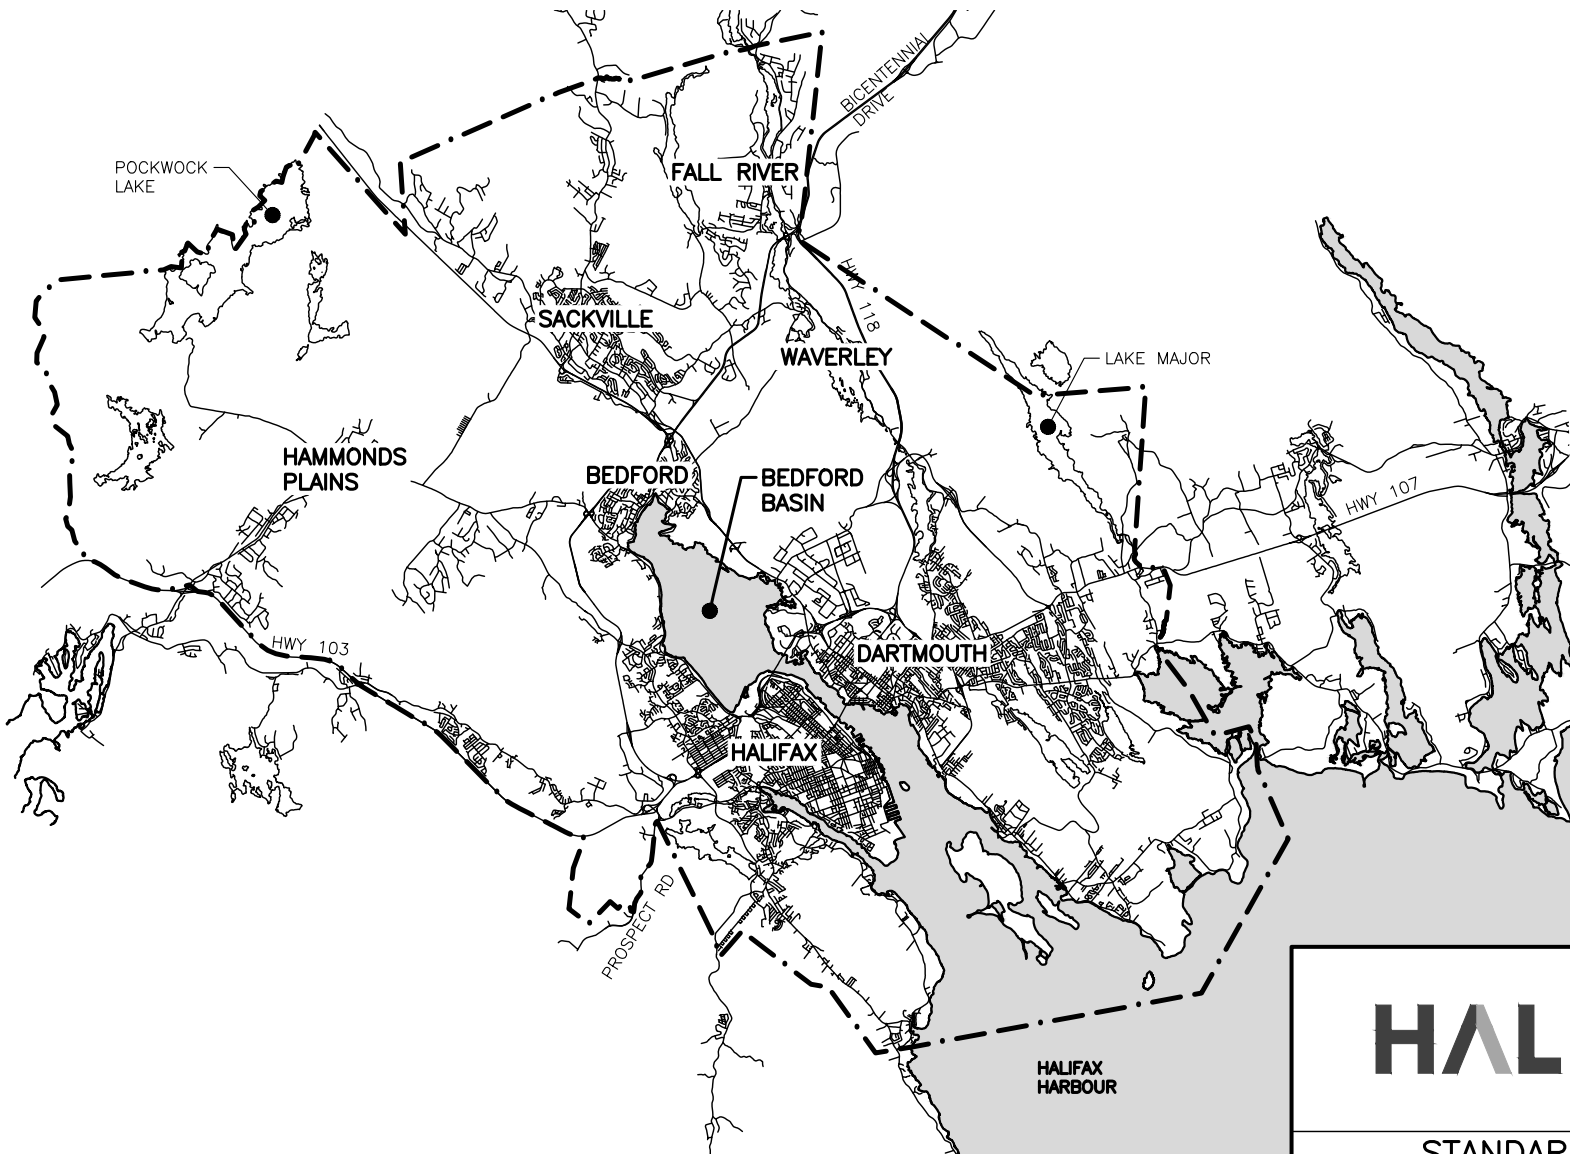 BICENTENNIAL
DRIVE
POCKWOCK
LAKE
FALL RIVER
HWY 118
SACKVILLE
WAVERLEY
LAKE MAJOR
HAMMONDS
PLAINS
BEDFORD
BEDFORD
BASIN
HWY 107
HWY 103
DARTMOUTH
HALIFAX
PROSPECT RD
HALIFAX
HARBOUR
HAL
STANDAR